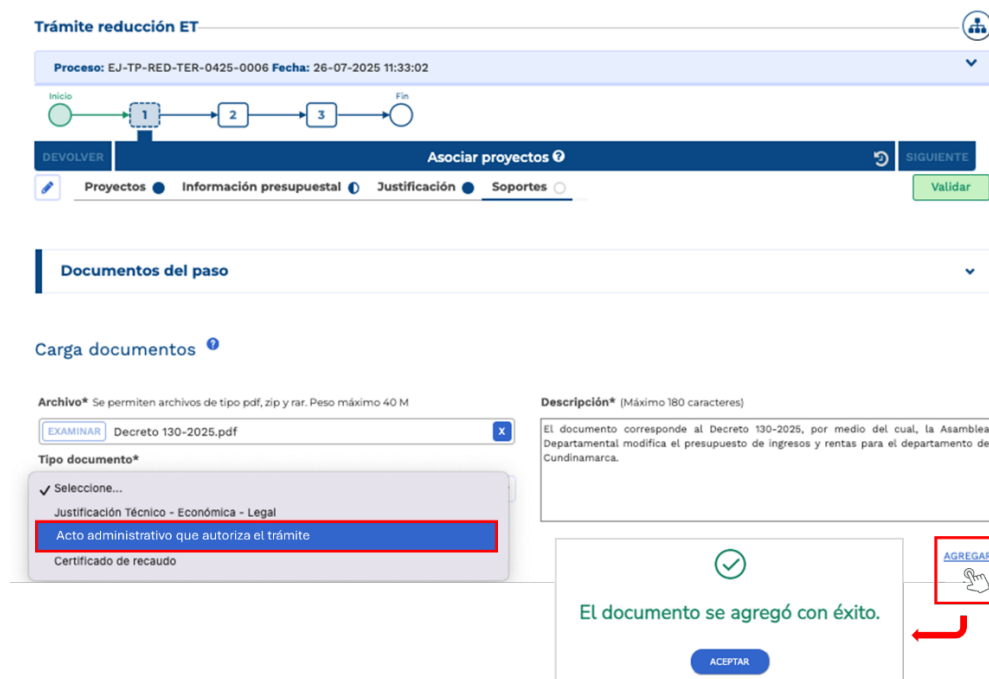 Trámite reducción ET
Proceso: EJ-TP-RED-TER-0425-0006 Fecha: 26-07-2025 11:33:02
Inicio
Fin
1
2
3
DEVOLVER
Asociar proyectos
SIGUIENTE
Proyectos
Información presupuestal
Justificación
Soportes
Validar
Documentos del paso
Carga documentos
Archivo* Se permiten archivos de tipo pdf, zip y rar. Peso máximo 40 M
EXAMINAR Decreto 130-2025.pdf
X
Tipo documento*
Seleccione...
Justificación Técnico - Económica - Legal
Acto administrativo que autoriza el trámite
Certificado de recaudo
Descripción* (Máximo 180 caracteres)
El documento corresponde al Decreto 130-2025, por medio del cual, la Asamblea
Departamental modifica el presupuesto de ingresos y rentas para el departamento de
Cundinamarca.
AGREGAR
El documento se agregó con éxito.
ACEPTAR